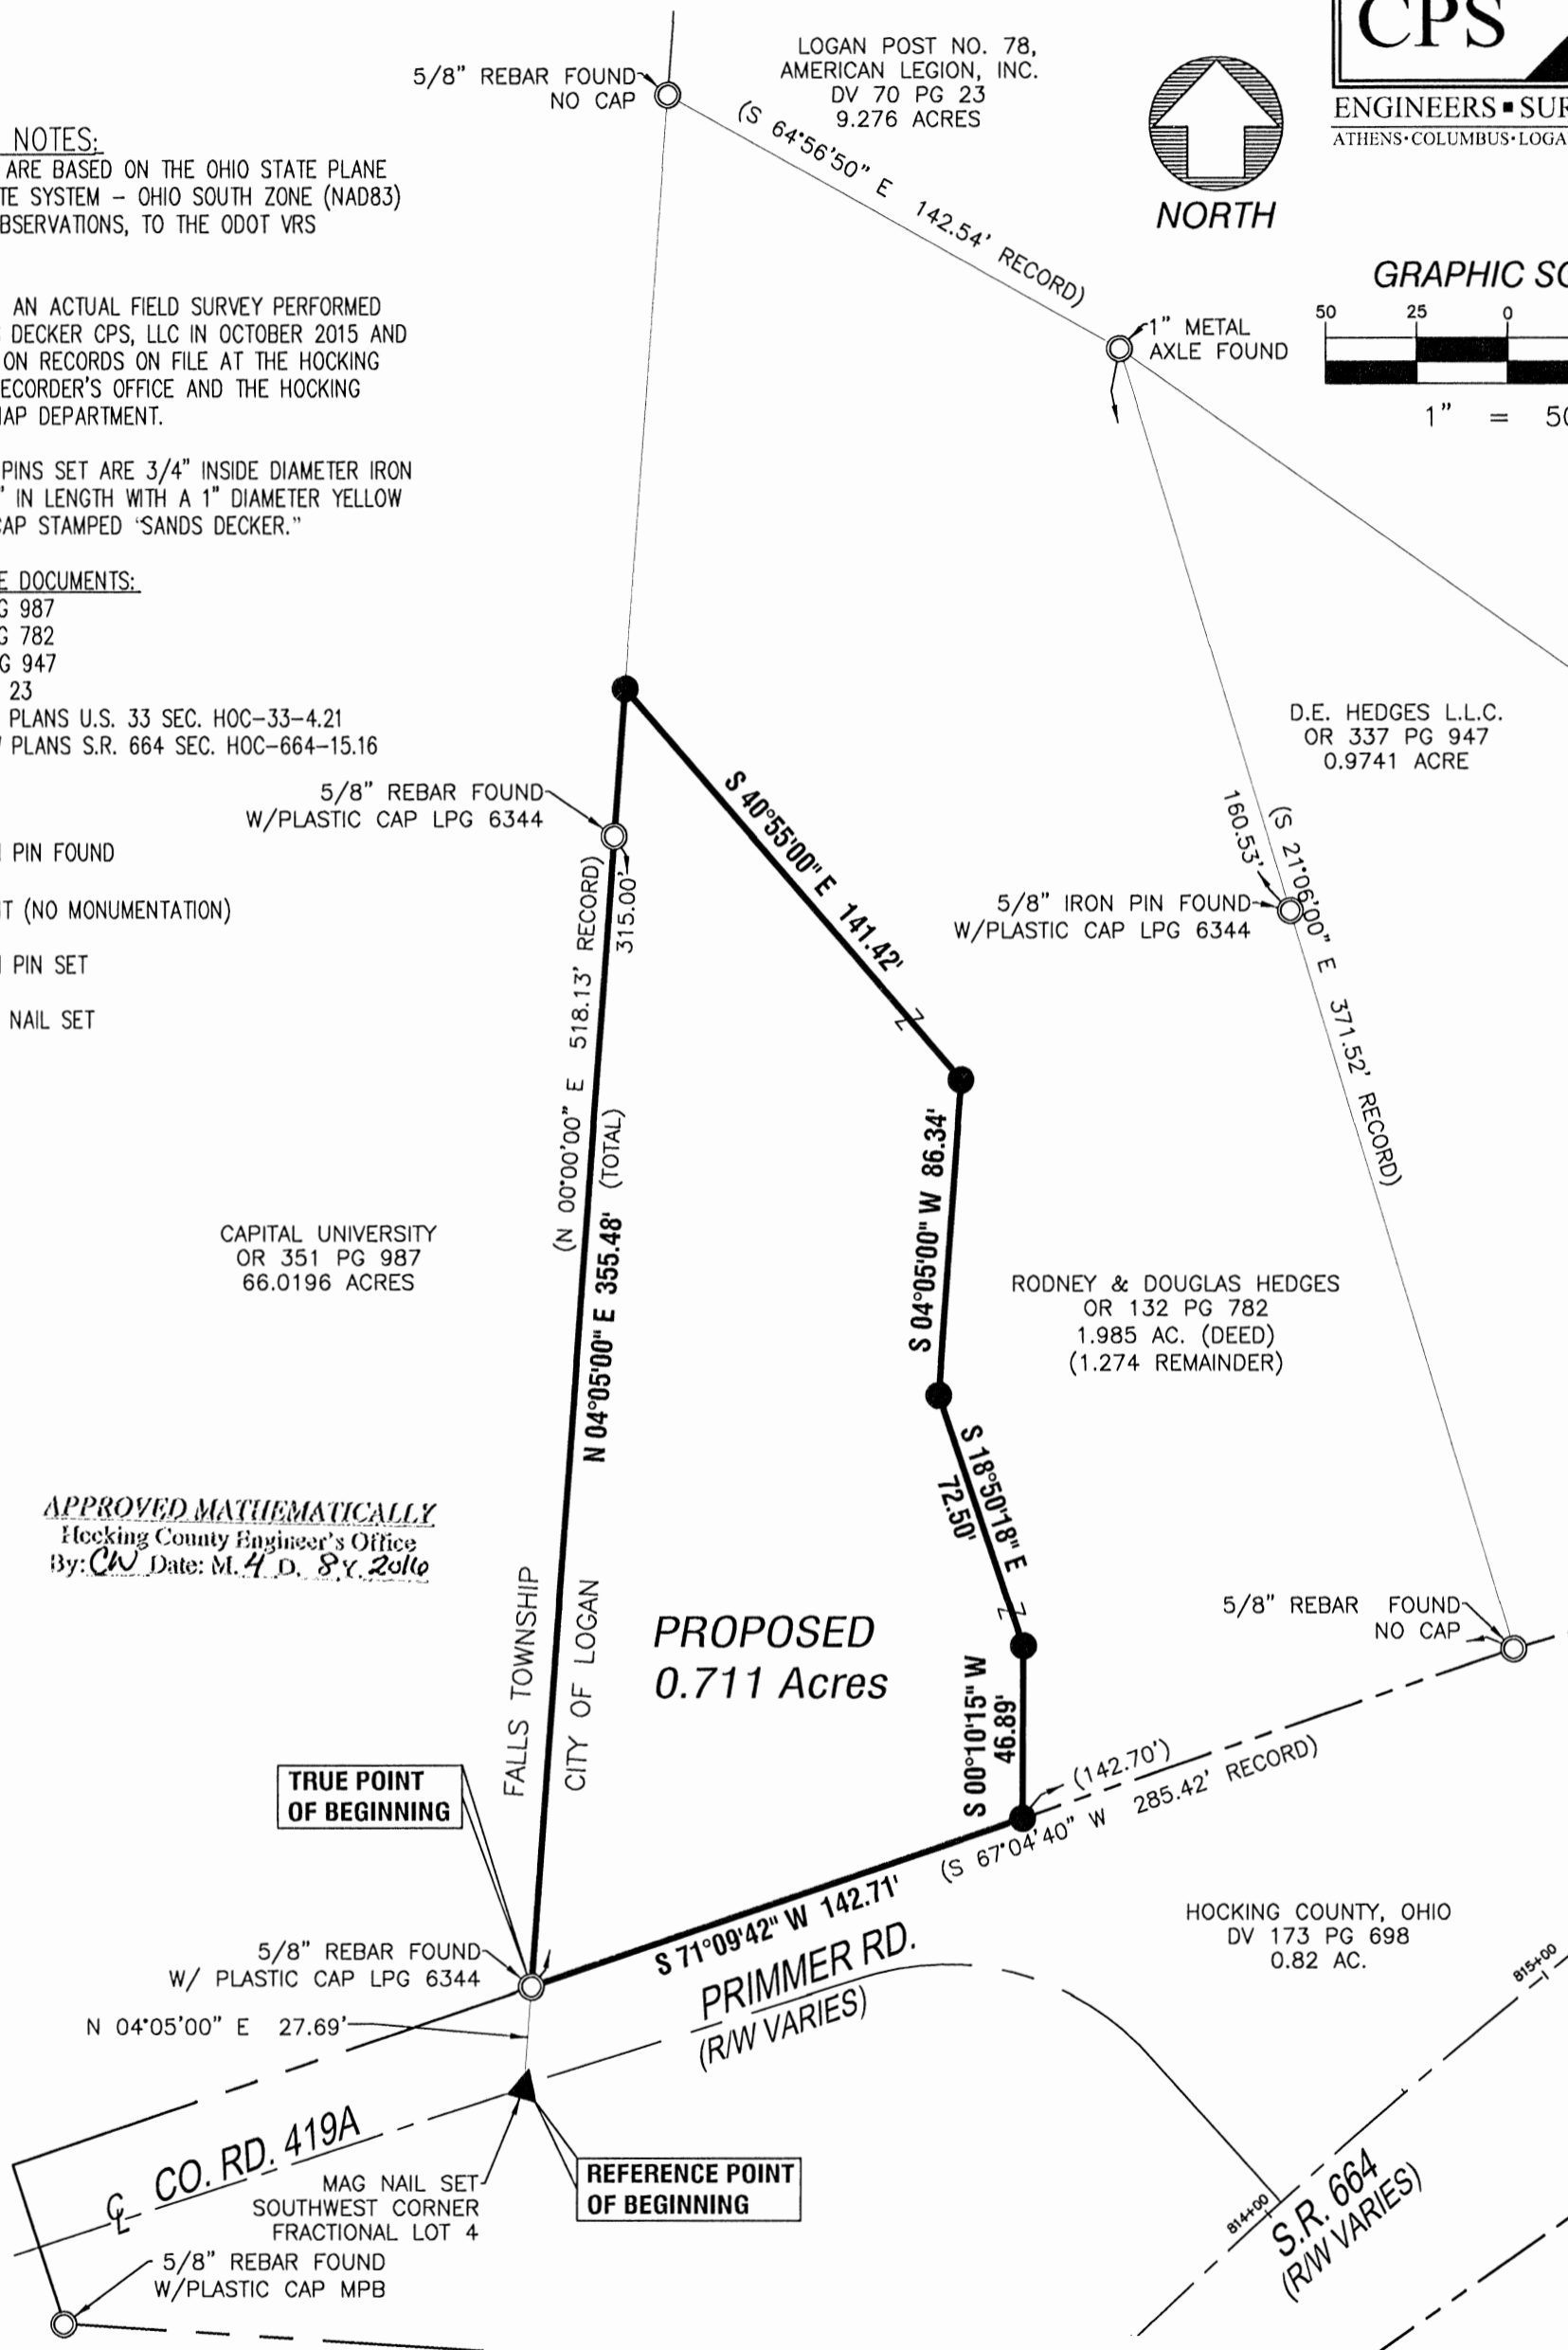 CPS
ENGINEERS ▪ SUR
ATHENS•COLUMBUS•LOGA
LOGAN POST NO. 78,
AMERICAN LEGION, INC.
DV 70 PG 23
9.276 ACRES
5/8" REBAR FOUND
NO CAP
(S 64°56'50" E 142.54' RECORD)
NORTH
NOTES:
ARE BASED ON THE OHIO STATE PLANE
TE SYSTEM – OHIO SOUTH ZONE (NAD83)
BSERVATIONS, TO THE ODOT VRS
AN ACTUAL FIELD SURVEY PERFORMED
DECKER CPS, LLC IN OCTOBER 2015 AND
ON RECORDS ON FILE AT THE HOCKING
ECORDER'S OFFICE AND THE HOCKING
MAP DEPARTMENT.
PINS SET ARE 3/4" INSIDE DIAMETER IRON
" IN LENGTH WITH A 1" DIAMETER YELLOW
CAP STAMPED "SANDS DECKER."
E DOCUMENTS:
G 987
G 782
G 947
23
PLANS U.S. 33 SEC. HOC-33-4.21
PLANS S.R. 664 SEC. HOC-664-15.16
PIN FOUND
T (NO MONUMENTATION)
PIN SET
NAIL SET
GRAPHIC SC
50 25 0
1" = 50
1" METAL
AXLE FOUND
D.E. HEDGES L.L.C.
OR 337 PG 947
0.9741 ACRE
5/8" REBAR FOUND
W/PLASTIC CAP LPG 6344
S 40°55'00" E 141.42'
160.53'
(S 21°06'00" E 371.52' RECORD)
5/8" IRON PIN FOUND
W/PLASTIC CAP LPG 6344
315.00'
(N 00°00'00" E 518.13' RECORD)
N 04°05'00" E 355.48' (TOTAL)
S 04°05'00" W 86.34'
CAPITAL UNIVERSITY
OR 351 PG 987
66.0196 ACRES
RODNEY & DOUGLAS HEDGES
OR 132 PG 782
1.985 AC. (DEED)
(1.274 REMAINDER)
S 18°50'18" E
72.50'
APPROVED MATHEMATICALLY
Hocking County Engineer's Office
By: CW Date: M. 4 D. 8 Y. 2016
FALLS TOWNSHIP
CITY OF LOGAN
PROPOSED
0.711 Acres
5/8" REBAR FOUND
NO CAP
S 00°10'15" W
46.89'
(142.70')
(S 67°04'40" W 285.42' RECORD)
TRUE POINT
OF BEGINNING
S 71°09'42" W 142.71'
PRIMMER RD.
(R/W VARIES)
HOCKING COUNTY, OHIO
DV 173 PG 698
0.82 AC.
5/8" REBAR FOUND
W/ PLASTIC CAP LPG 6344
N 04°05'00" E 27.69'
815+00
CO. RD. 419A
MAG NAIL SET
SOUTHWEST CORNER
FRACTIONAL LOT 4
REFERENCE POINT
OF BEGINNING
814+00
S.R. 664
(R/W VARIES)
5/8" REBAR FOUND
W/PLASTIC CAP MPB